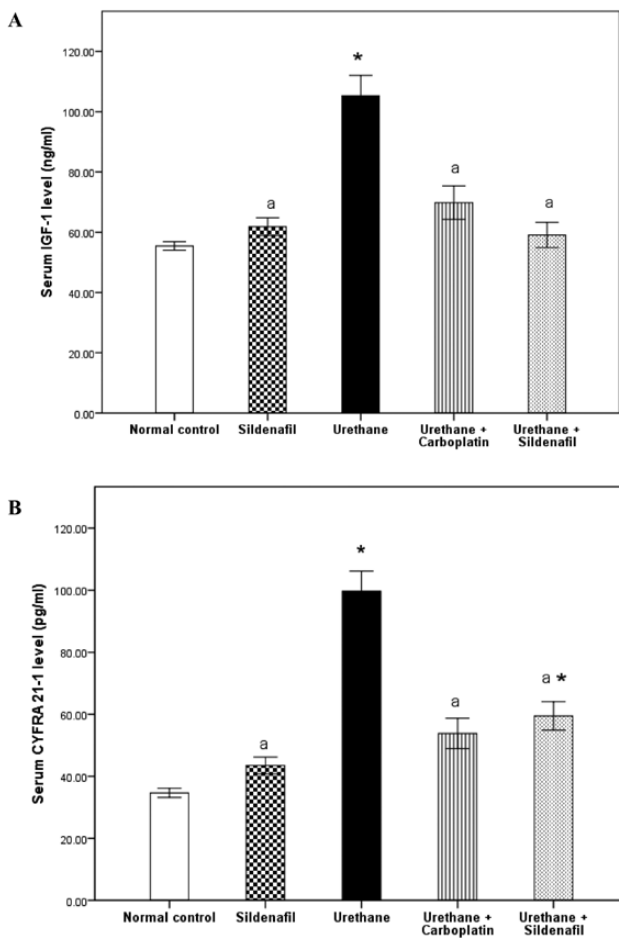 A
Serum IGF-1 level (ng/ml)
120.00
100.00
80.00
60.00
40.00
20.00
0.00
*
a
a
a
Normal control
Sildenafil
Urethane
Urethane +
Carboplatin
Urethane +
Sildenafil
B
Serum CYFRA 21-1 level (pg/ml)
120.00
100.00
80.00
60.00
40.00
20.00
0.00
*
a
a
a *
Normal control
Sildenafil
Urethane
Urethane +
Carboplatin
Urethane +
Sildenafil